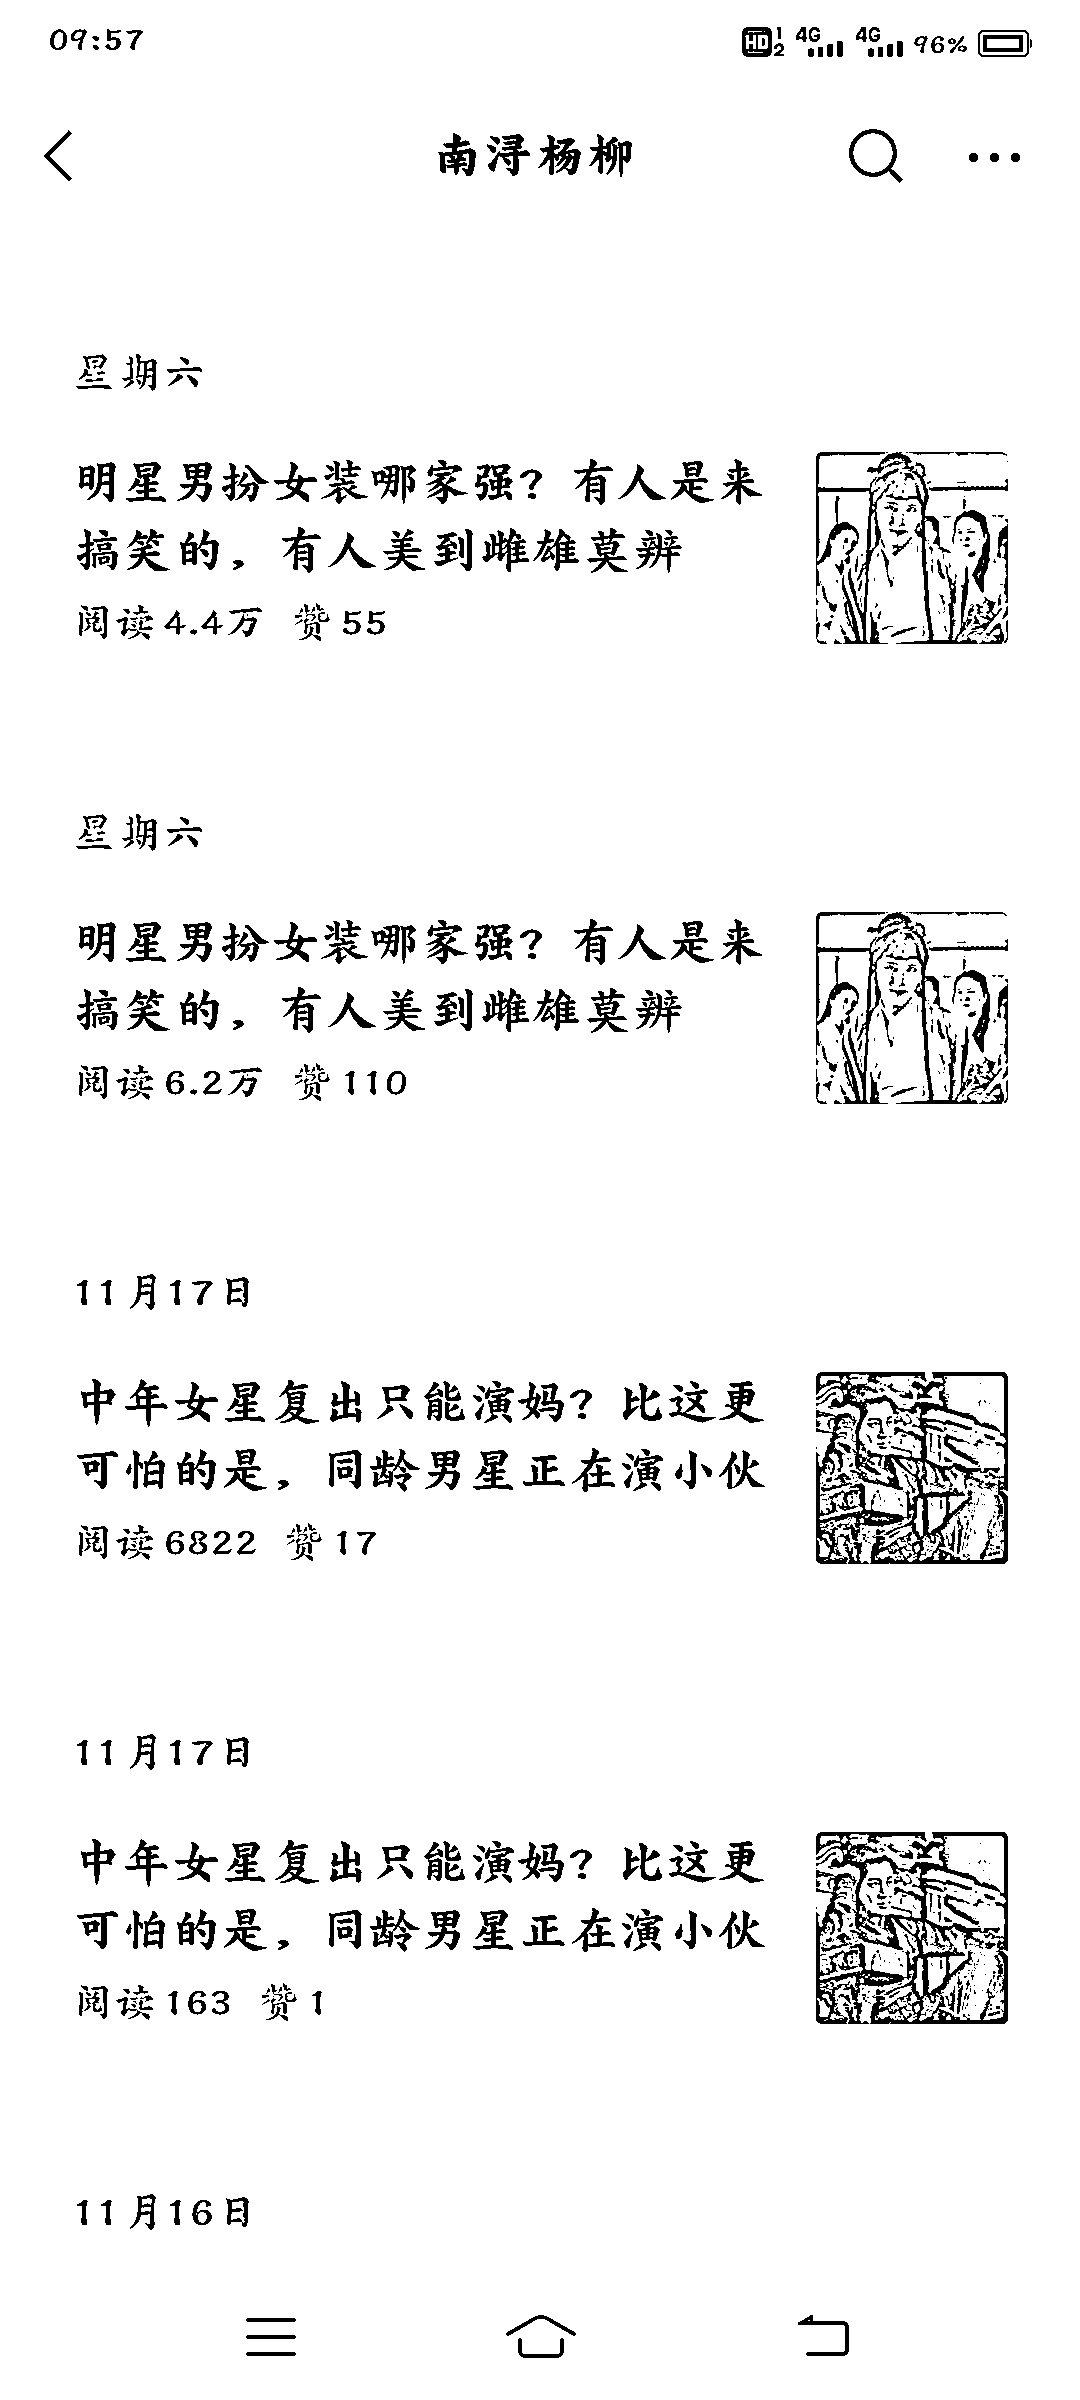 09:57 HD 1 2 4G 4G 96%
南浔杨柳
星期六
明星男扮女装哪家强？有人是来
搞笑的，有人美到雌雄莫辨
阅读4.4万 赞55
星期六
明星男扮女装哪家强？有人是来
搞笑的，有人美到雌雄莫辨
阅读6.2万 赞110
11月17日
中年女星复出只能演妈？比这更
可怕的是，同龄男星正在演小伙
阅读6822 赞17
11月17日
中年女星复出只能演妈？比这更
可怕的是，同龄男星正在演小伙
阅读163 赞1
11月16日